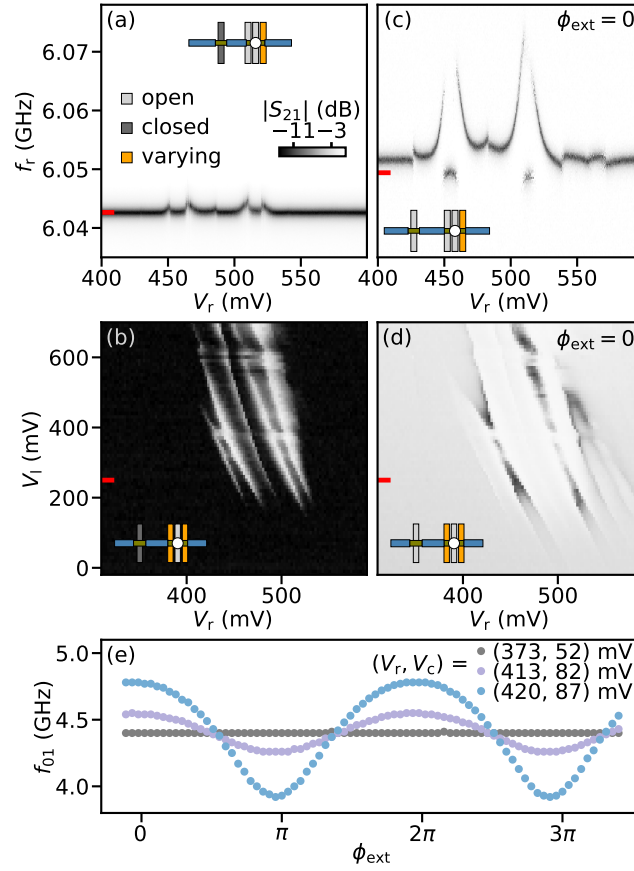 (a)
6.07
6.06
6.05
6.04
f_r (GHz)
open
closed
varying
|S_21| (dB)
−11 −3
400 450 500 550
V_r (mV)
(c)
ϕ_ext = 0
400 450 500 550
V_r (mV)
(b)
600
400
200
0
V_l (mV)
400 500
V_r (mV)
(d)
ϕ_ext = 0
400 500
V_r (mV)
(e)
5.0
4.5
4.0
f_01 (GHz)
(V_r, V_c) =
(373, 52) mV
(413, 82) mV
(420, 87) mV
0 π 2π 3π
ϕ_ext